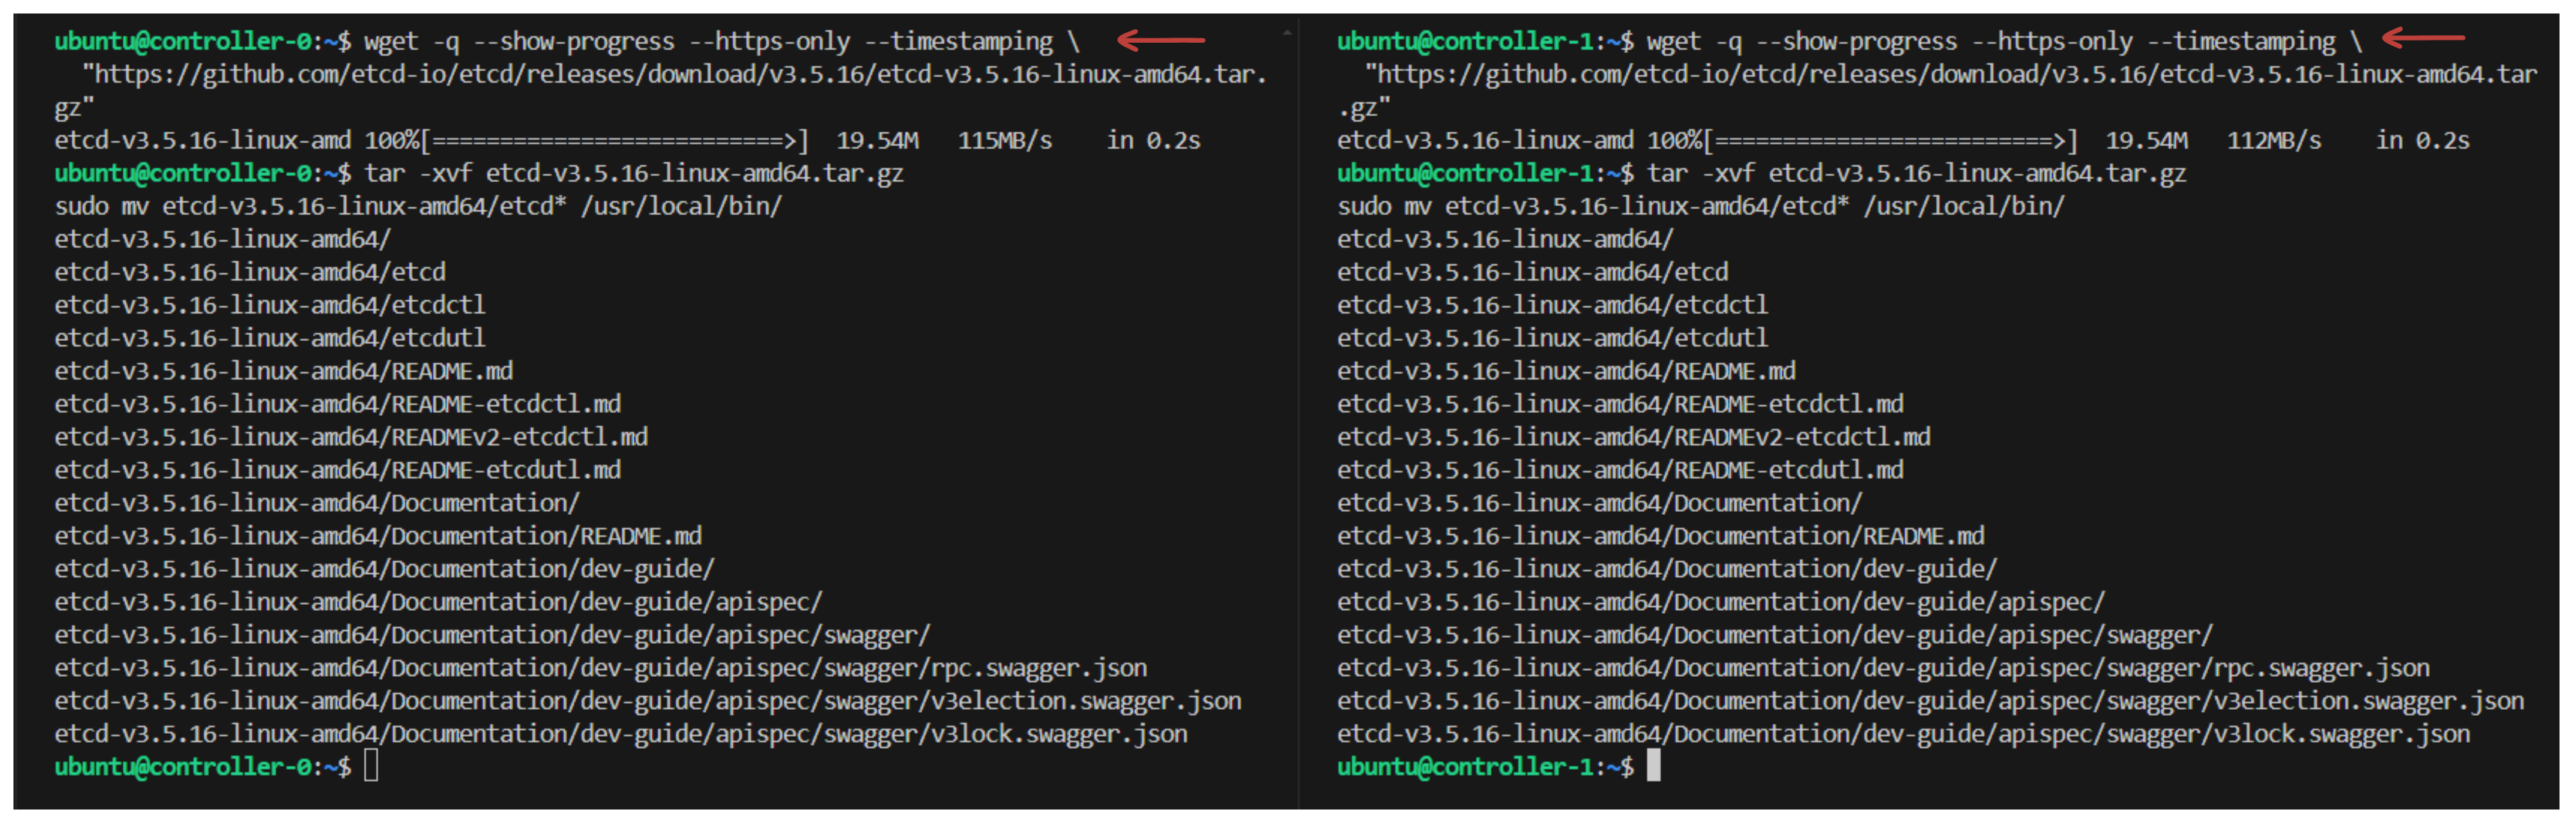 ubuntu@controller-0:~$ wget -q --show-progress --https-only --timestamping \
  "https://github.com/etcd-io/etcd/releases/download/v3.5.16/etcd-v3.5.16-linux-amd64.tar.
gz"
etcd-v3.5.16-linux-amd 100%[==========================>]  19.54M   115MB/s    in 0.2s
ubuntu@controller-0:~$ tar -xvf etcd-v3.5.16-linux-amd64.tar.gz
sudo mv etcd-v3.5.16-linux-amd64/etcd* /usr/local/bin/
etcd-v3.5.16-linux-amd64/
etcd-v3.5.16-linux-amd64/etcd
etcd-v3.5.16-linux-amd64/etcdctl
etcd-v3.5.16-linux-amd64/etcdutl
etcd-v3.5.16-linux-amd64/README.md
etcd-v3.5.16-linux-amd64/README-etcdctl.md
etcd-v3.5.16-linux-amd64/READMEv2-etcdctl.md
etcd-v3.5.16-linux-amd64/README-etcdutl.md
etcd-v3.5.16-linux-amd64/Documentation/
etcd-v3.5.16-linux-amd64/Documentation/README.md
etcd-v3.5.16-linux-amd64/Documentation/dev-guide/
etcd-v3.5.16-linux-amd64/Documentation/dev-guide/apispec/
etcd-v3.5.16-linux-amd64/Documentation/dev-guide/apispec/swagger/
etcd-v3.5.16-linux-amd64/Documentation/dev-guide/apispec/swagger/rpc.swagger.json
etcd-v3.5.16-linux-amd64/Documentation/dev-guide/apispec/swagger/v3election.swagger.json
etcd-v3.5.16-linux-amd64/Documentation/dev-guide/apispec/swagger/v3lock.swagger.json
ubuntu@controller-0:~$
ubuntu@controller-1:~$ wget -q --show-progress --https-only --timestamping \
  "https://github.com/etcd-io/etcd/releases/download/v3.5.16/etcd-v3.5.16-linux-amd64.tar
.gz"
etcd-v3.5.16-linux-amd 100%[=========================>]  19.54M   112MB/s    in 0.2s
ubuntu@controller-1:~$ tar -xvf etcd-v3.5.16-linux-amd64.tar.gz
sudo mv etcd-v3.5.16-linux-amd64/etcd* /usr/local/bin/
etcd-v3.5.16-linux-amd64/
etcd-v3.5.16-linux-amd64/etcd
etcd-v3.5.16-linux-amd64/etcdctl
etcd-v3.5.16-linux-amd64/etcdutl
etcd-v3.5.16-linux-amd64/README.md
etcd-v3.5.16-linux-amd64/README-etcdctl.md
etcd-v3.5.16-linux-amd64/READMEv2-etcdctl.md
etcd-v3.5.16-linux-amd64/README-etcdutl.md
etcd-v3.5.16-linux-amd64/Documentation/
etcd-v3.5.16-linux-amd64/Documentation/README.md
etcd-v3.5.16-linux-amd64/Documentation/dev-guide/
etcd-v3.5.16-linux-amd64/Documentation/dev-guide/apispec/
etcd-v3.5.16-linux-amd64/Documentation/dev-guide/apispec/swagger/
etcd-v3.5.16-linux-amd64/Documentation/dev-guide/apispec/swagger/rpc.swagger.json
etcd-v3.5.16-linux-amd64/Documentation/dev-guide/apispec/swagger/v3election.swagger.json
etcd-v3.5.16-linux-amd64/Documentation/dev-guide/apispec/swagger/v3lock.swagger.json
ubuntu@controller-1:~$